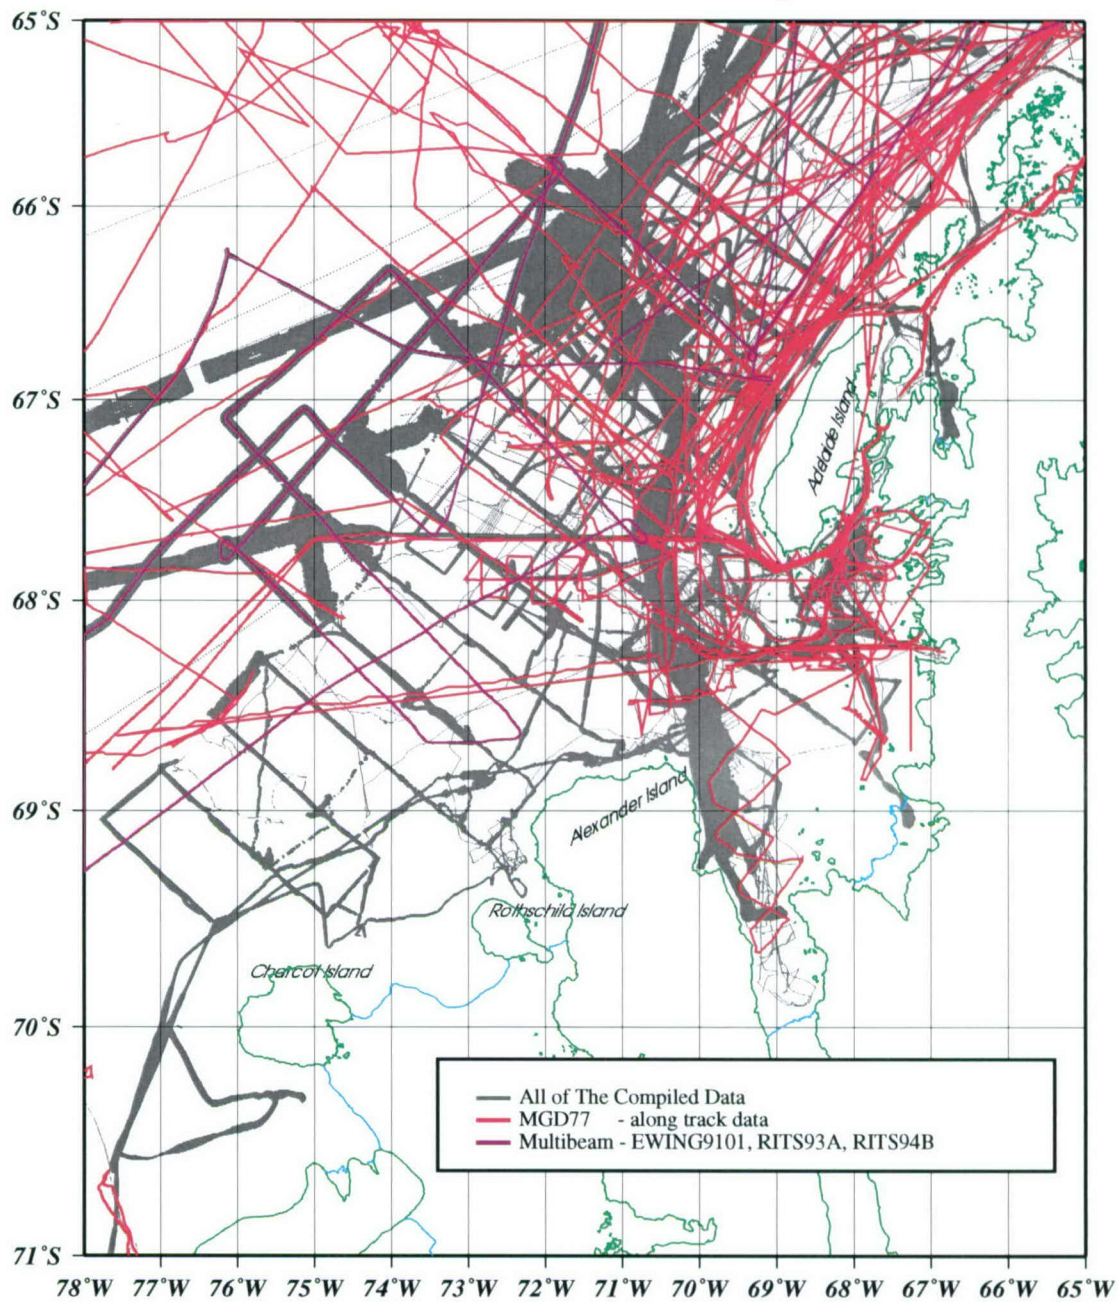 65°S
66°S
67°S
68°S
69°S
70°S
71°S
Adelaide Island
Alexander Island
Rothschild Island
Charcot Island
All of The Compiled Data
MGD77 - along track data
Multibeam - EWING9101, RITS93A, RITS94B
78°W 77°W 76°W 75°W 74°W 73°W 72°W 71°W 70°W 69°W 68°W 67°W 66°W 65°W